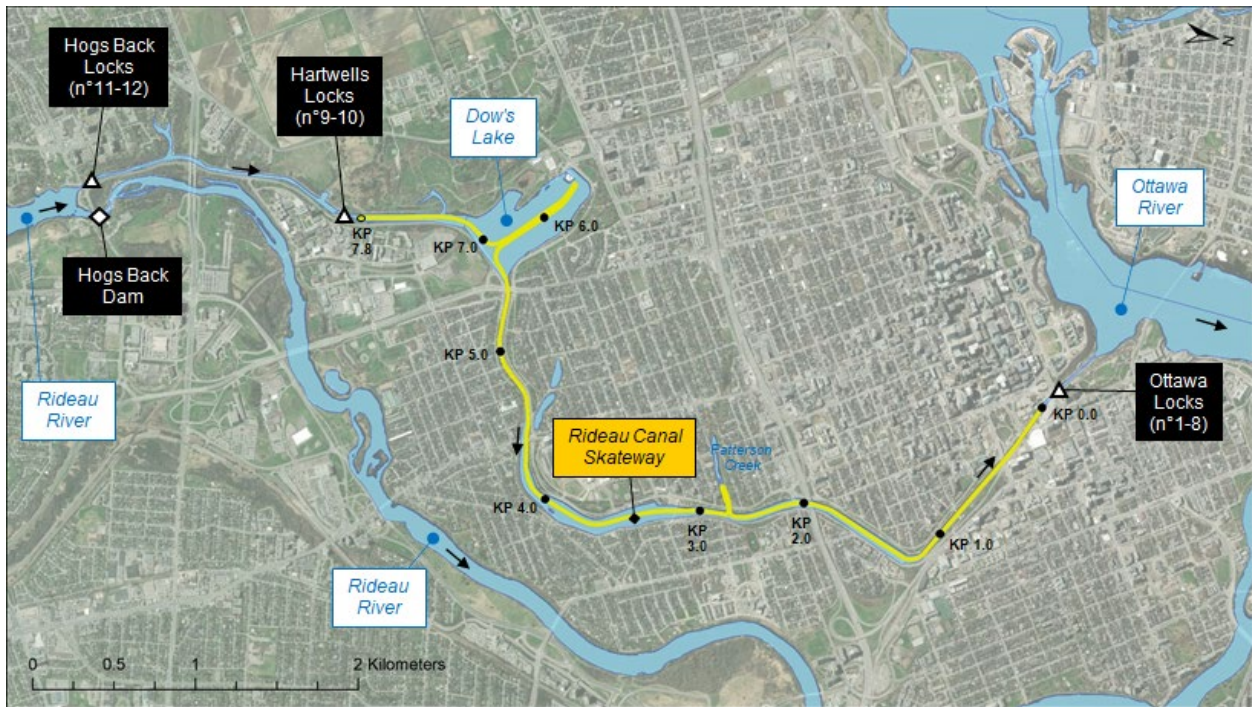 Hogs Back
Locks
(n°11-12)
Hartwells
Locks
(n°9-10)
Dow's
Lake
N
Ottawa
River
KP
7.8
KP 7.0
KP 6.0
Hogs Back
Dam
KP 5.0
Rideau
River
Rideau Canal
Skateway
Patterson
Creek
Ottawa
Locks
(n°1-8)
KP 0.0
KP 4.0
KP
3.0
KP
2.0
KP 1.0
Rideau
River
0 0.5 1 2 Kilometers